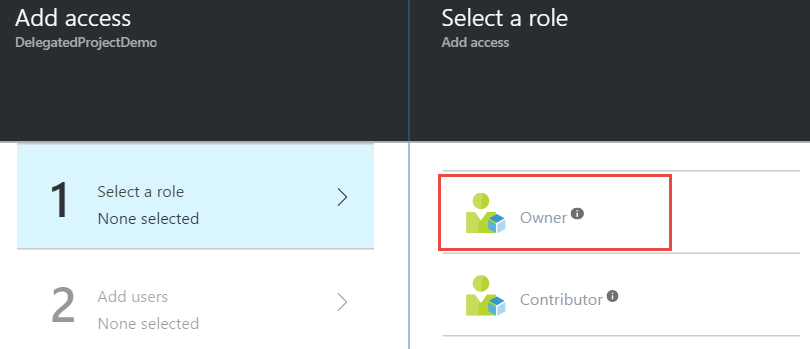 Add access
DelegatedProjectDemo
1
Select a role
None selected
2
Add users
None selected
Select a role
Add access
Owner
Contributor